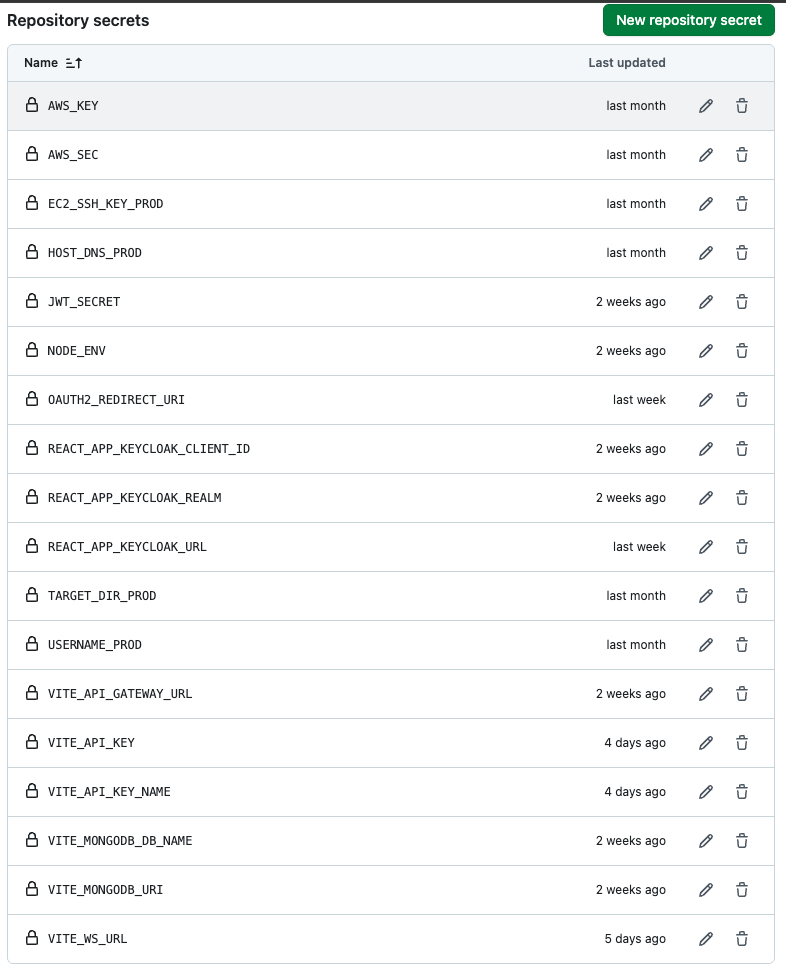 Repository secrets
New repository secret
Name
Last updated
AWS_KEY last month
AWS_SEC last month
EC2_SSH_KEY_PROD last month
HOST_DNS_PROD last month
JWT_SECRET 2 weeks ago
NODE_ENV 2 weeks ago
OAUTH2_REDIRECT_URI last week
REACT_APP_KEYCLOAK_CLIENT_ID 2 weeks ago
REACT_APP_KEYCLOAK_REALM 2 weeks ago
REACT_APP_KEYCLOAK_URL last week
TARGET_DIR_PROD last month
USERNAME_PROD last month
VITE_API_GATEWAY_URL 2 weeks ago
VITE_API_KEY 4 days ago
VITE_API_KEY_NAME 4 days ago
VITE_MONGODB_DB_NAME 2 weeks ago
VITE_MONGODB_URI 2 weeks ago
VITE_WS_URL 5 days ago